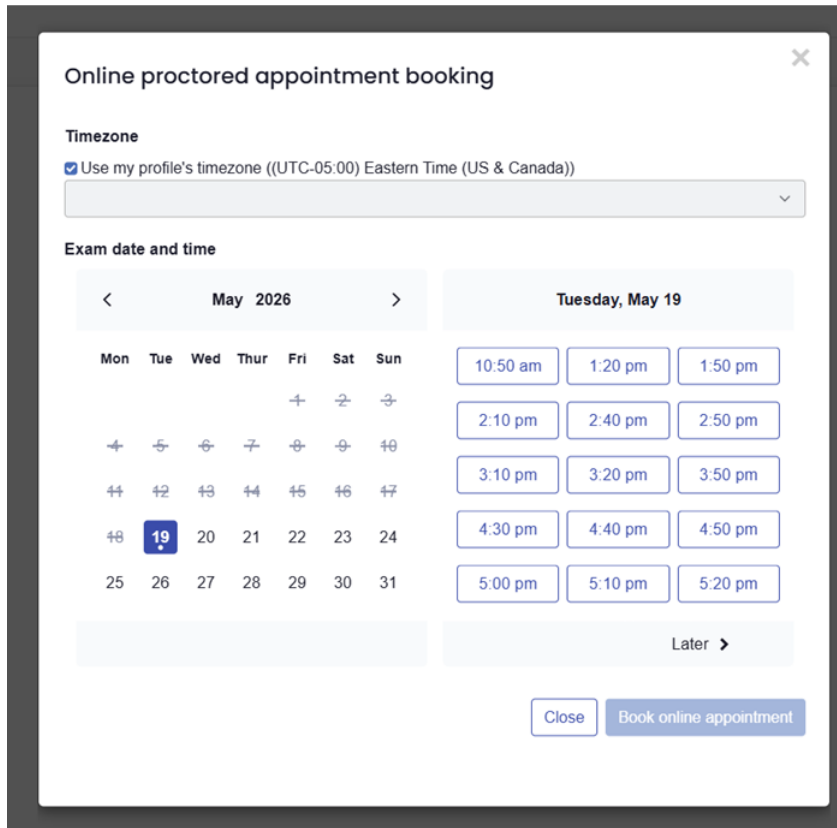 Online proctored appointment booking
×
Timezone
Use my profile's timezone ((UTC-05:00) Eastern Time (US & Canada))
Exam date and time
May 2026
Mon Tue Wed Thur Fri Sat Sun
1 2 3
4 5 6 7 8 9 10
11 12 13 14 15 16 17
18 19 20 21 22 23 24
25 26 27 28 29 30 31
Tuesday, May 19
10:50 am 1:20 pm 1:50 pm
2:10 pm 2:40 pm 2:50 pm
3:10 pm 3:20 pm 3:50 pm
4:30 pm 4:40 pm 4:50 pm
5:00 pm 5:10 pm 5:20 pm
Later
Close Book online appointment